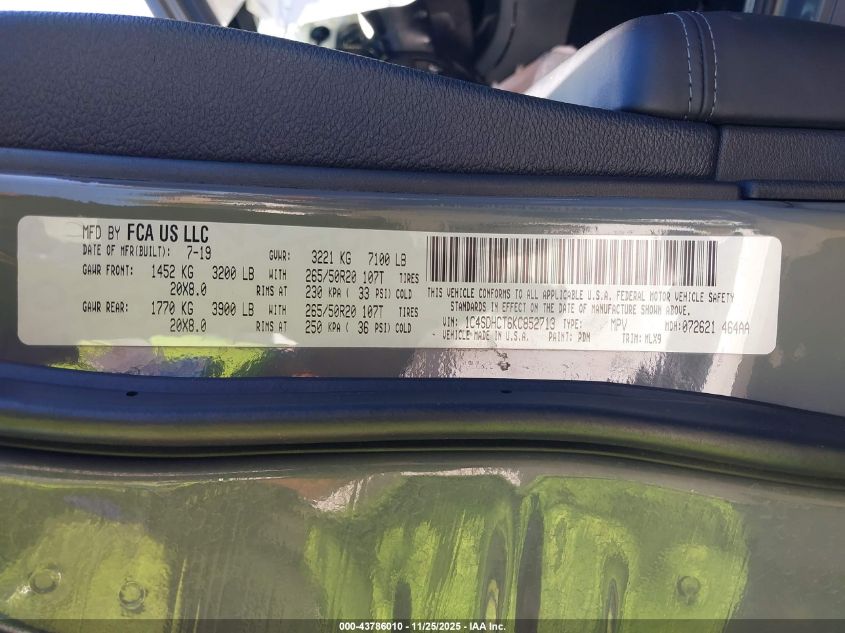 MFD BY FCA US LLC
DATE OF MFR(BUILT): 7-19 GVWR: 3221 KG 7100 LB
GAWR FRONT: 1452 KG 3200 LB WITH 265/50R20 107T TIRES
20X8.0 RIMS AT 230 KPA ( 33 PSI) COLD
GAWR REAR: 1770 KG 3900 LB WITH 265/50R20 107T TIRES
20X8.0 RIMS AT 250 KPA ( 36 PSI) COLD
THIS VEHICLE CONFORMS TO ALL APPLICABLE U.S.A. FEDERAL MOTOR VEHICLE SAFETY
STANDARDS IN EFFECT ON THE DATE OF MANUFACTURE SHOWN ABOVE.
VIN: 1C4SDHCT6KC852713 TYPE: MPV MDH:072621 464AA
VEHICLE MADE IN U.S.A. PAINT: PDN TRIM: MLX9
000-43786010 - 11/25/2025 - IAA Inc.